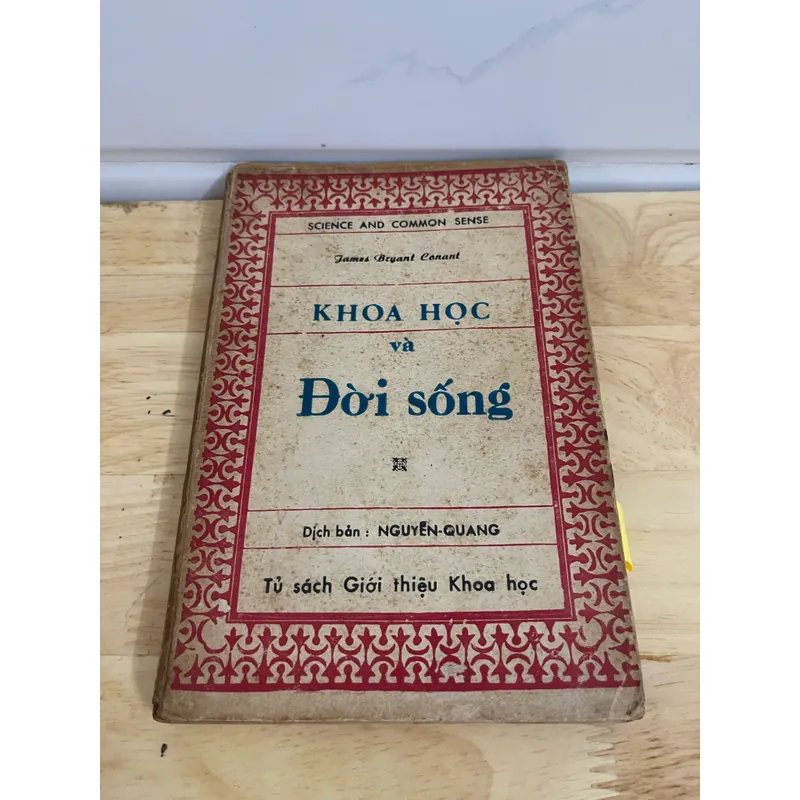 SCIENCE AND COMMON SENSE
James Bryant Conant
KHOA HỌC
và
Đời sống
Dịch bản : NGUYỄN-QUANG
Tủ sách Giới thiệu Khoa học